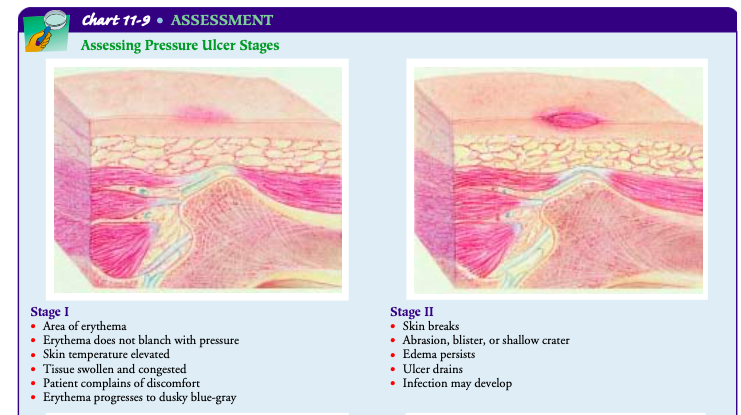 Chart 11-9 • ASSESSMENT
Assessing Pressure Ulcer Stages
Stage I
• Area of erythema
• Erythema does not blanch with pressure
• Skin temperature elevated
• Tissue swollen and congested
• Patient complains of discomfort
• Erythema progresses to dusky blue-gray
Stage II
• Skin breaks
• Abrasion, blister, or shallow crater
• Edema persists
• Ulcer drains
• Infection may develop